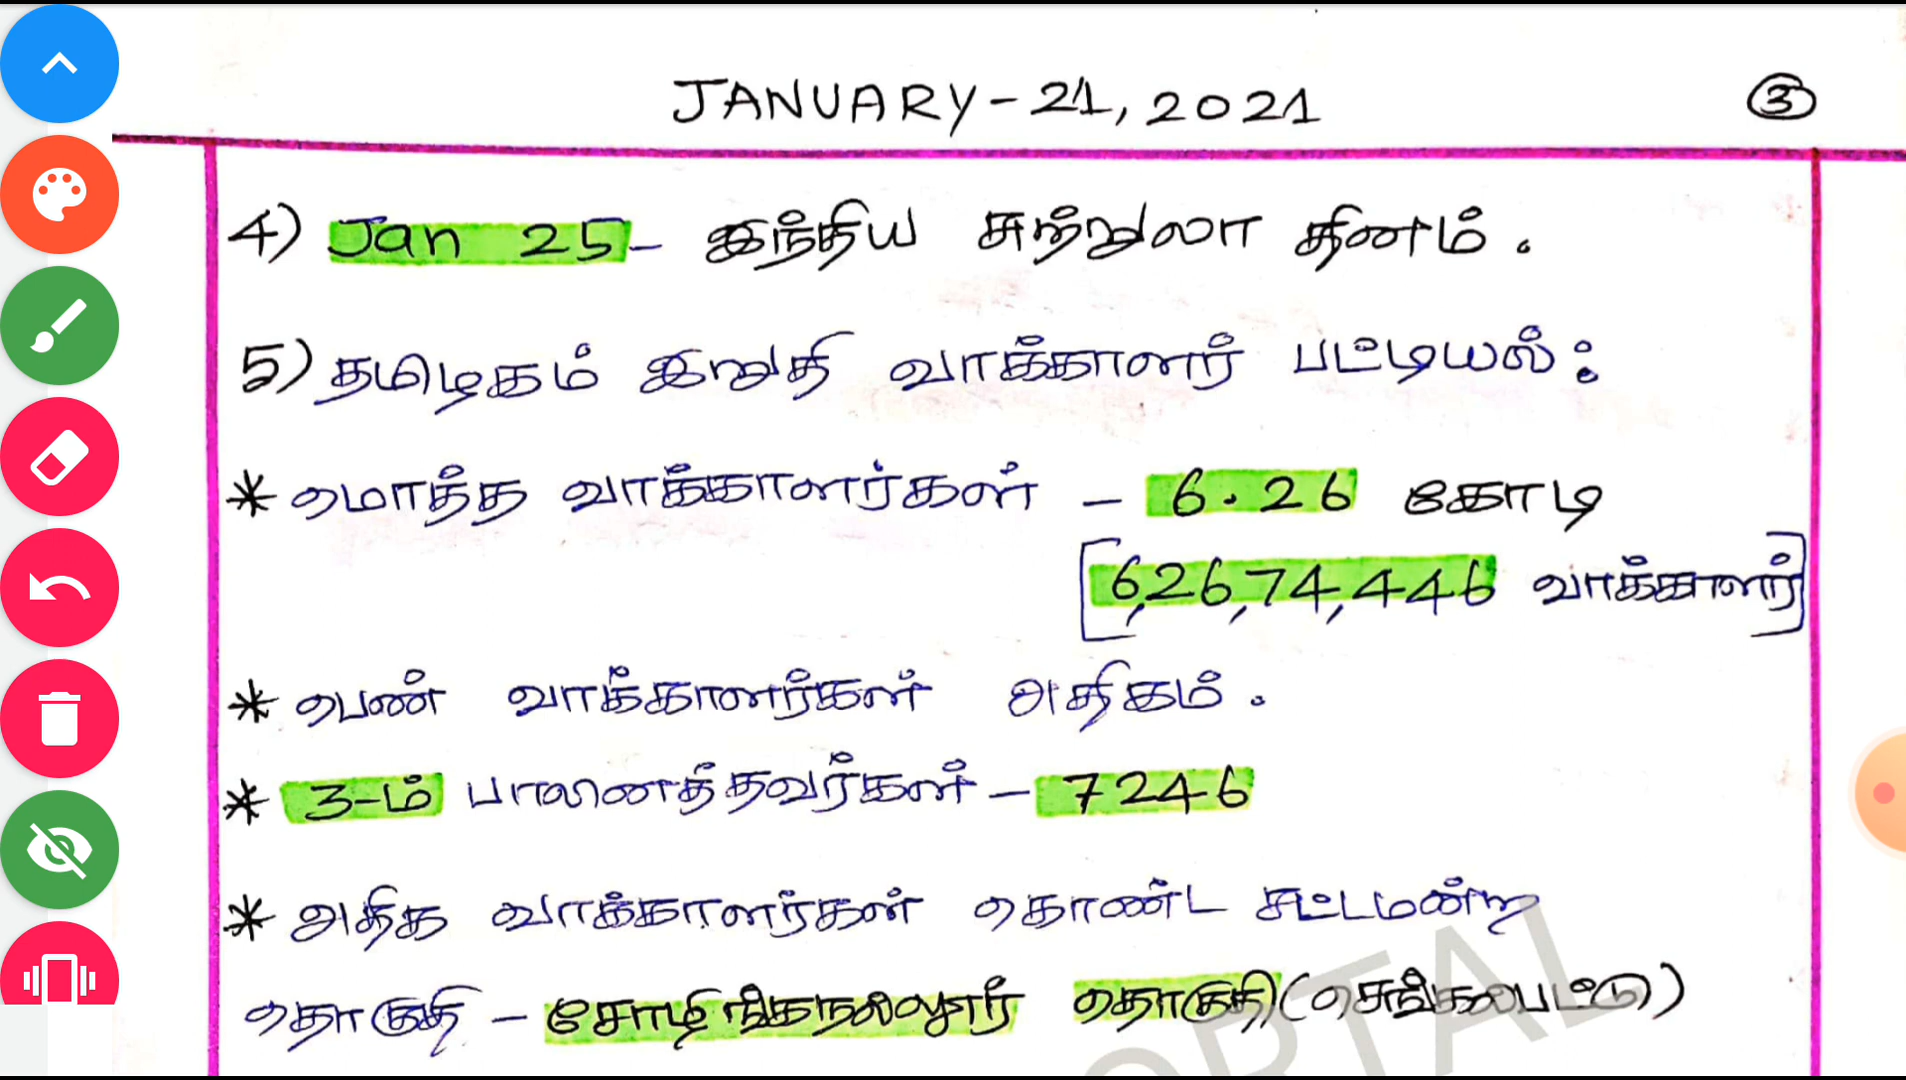 JANUARY-21, 2021 ③
4) Jan 25- இந்திய சுற்றுலா தினம்.
5) தமிழகம் இறுதி வாக்காளர் பட்டியல்:
* மொத்த வாக்காளர்கள் - 6.26 கோடி
[6,26,74,446 வாக்காளர்]
* பெண் வாக்காளர்கள் அதிகம்.
* 3-ம் பாலினத்தவர்கள் - 7246
* அதிக வாக்காளர்கள் கொண்ட சட்டமன்ற
தொகுதி - சோழிங்கநல்லூர் தொகுதி (செங்கல்பட்டு)